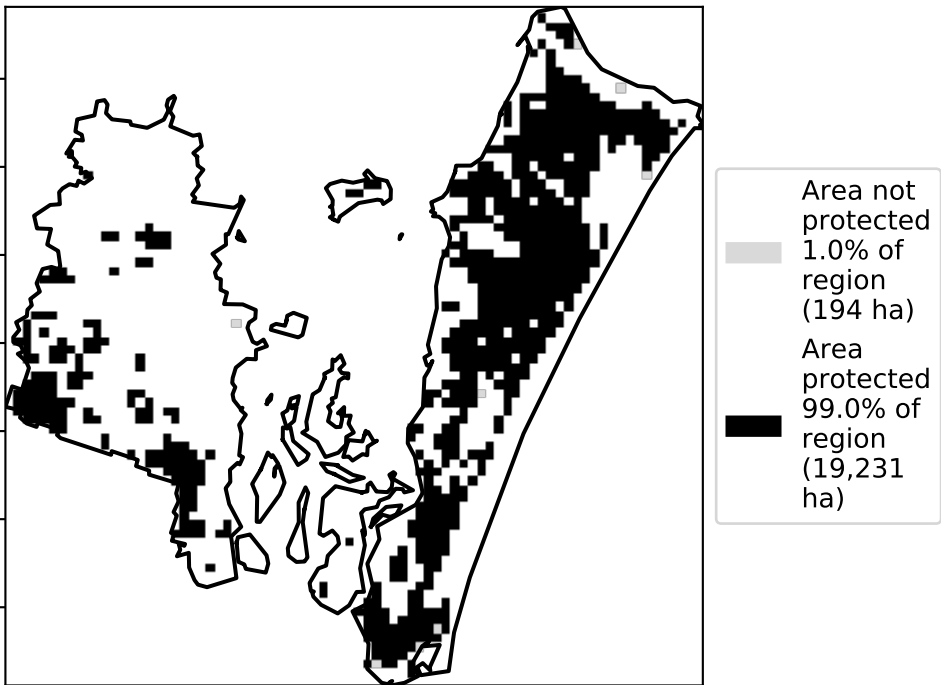 Area not
protected
1.0% of
region
(194 ha)
Area
protected
99.0% of
region
(19,231
ha)